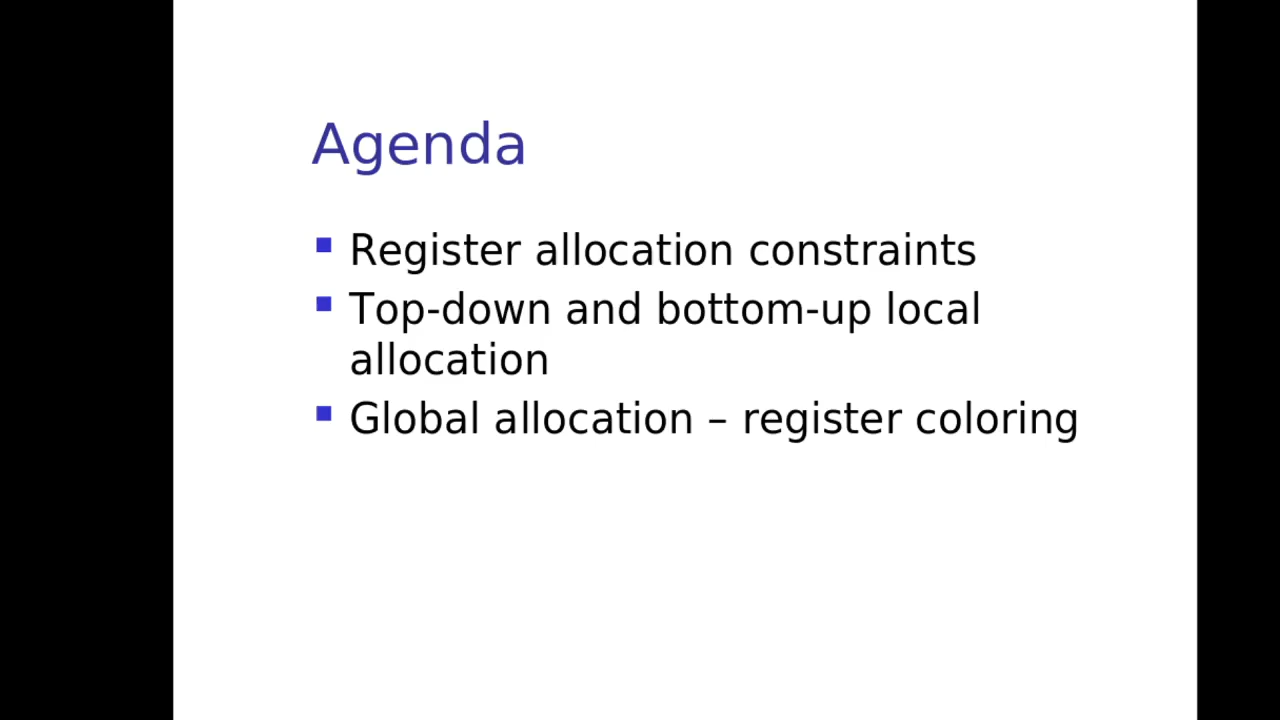 Agenda
Register allocation constraints
Top-down and bottom-up local
allocation
Global allocation – register coloring